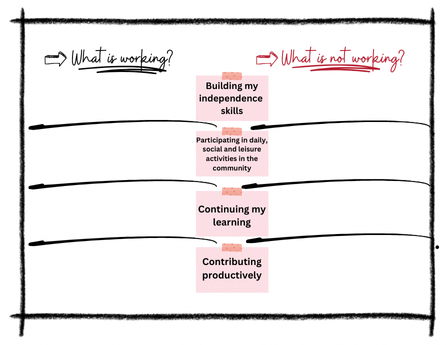 What is working?
What is not working?
Building my
independence
skills
Participating in daily,
social and leisure
activities in the
community
Continuing my
learning
Contributing
productively